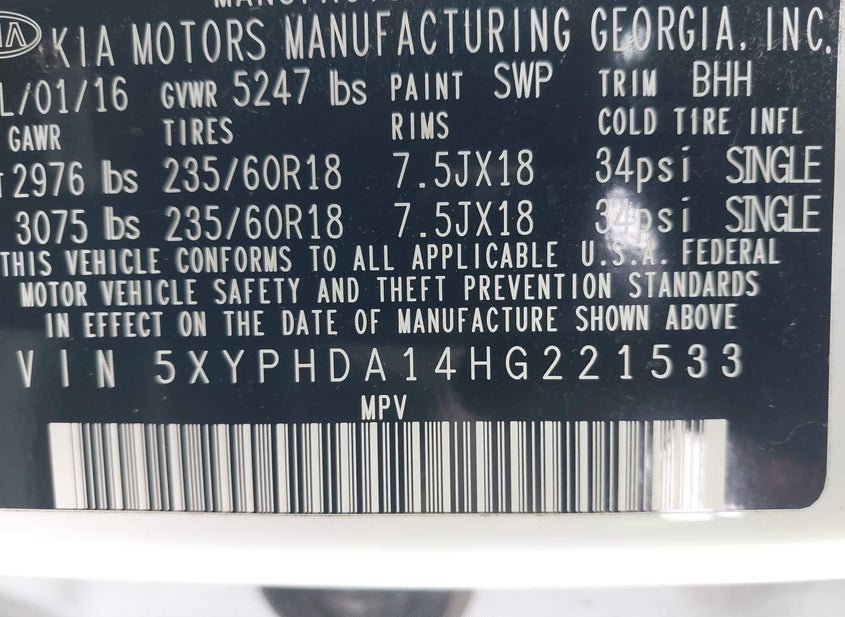 KIA MOTORS MANUFACTURING GEORGIA, INC.
/01/16 GVWR 5247 lbs PAINT SWP TRIM BHH
GAWR TIRES RIMS COLD TIRE INFL
2976 lbs 235/60R18 7.5JX18 34psi SINGLE
3075 lbs 235/60R18 7.5JX18 34psi SINGLE
THIS VEHICLE CONFORMS TO ALL APPLICABLE U.S.A. FEDERAL
MOTOR VEHICLE SAFETY AND THEFT PREVENTION STANDARDS
IN EFFECT ON THE DATE OF MANUFACTURE SHOWN ABOVE
VIN 5XYPHDA14HG221533
MPV